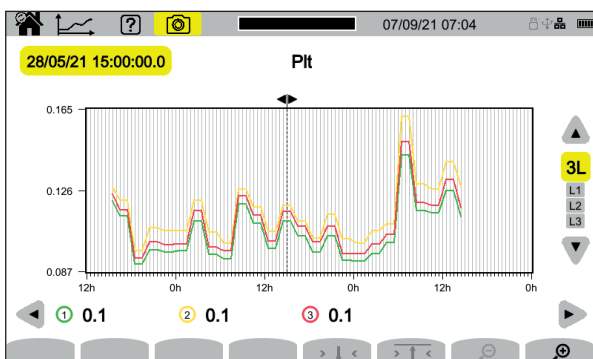 ? 07/09/21 07:04
28/05/21 15:00:00.0 Plt
0.165
0.126
0.087
12h 0h 12h 0h 12h 0h
3L
L1
L2
L3
1 0.1 2 0.1 3 0.1